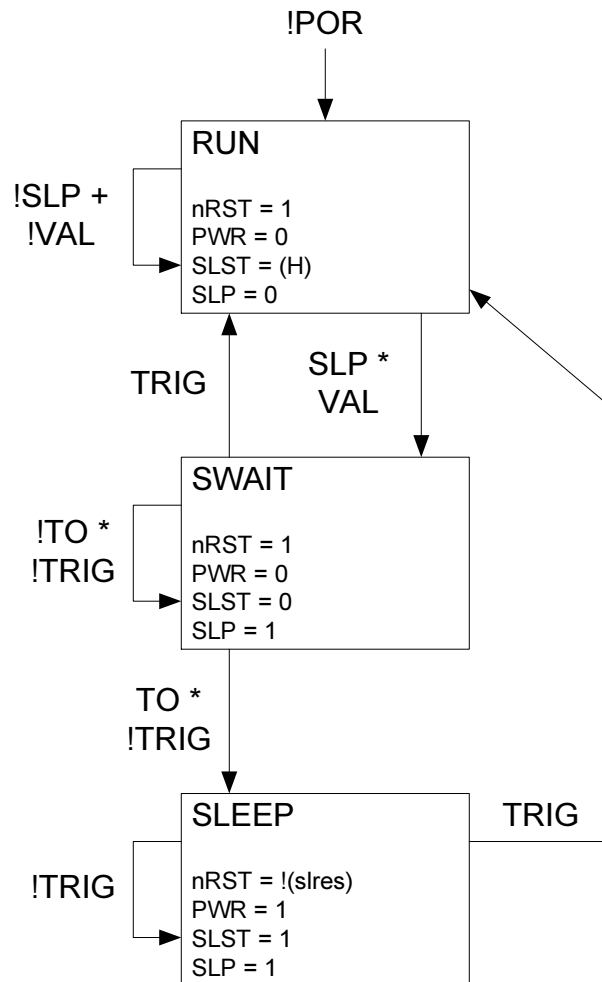 !POR
RUN
!SLP +
!VAL
nRST = 1
PWR = 0
SLST = (H)
SLP = 0
TRIG
SLP *
VAL
SWAIT
!TO *
!TRIG
nRST = 1
PWR = 0
SLST = 0
SLP = 1
TO *
!TRIG
SLEEP
TRIG
!TRIG
nRST = !(slres)
PWR = 1
SLST = 1
SLP = 1